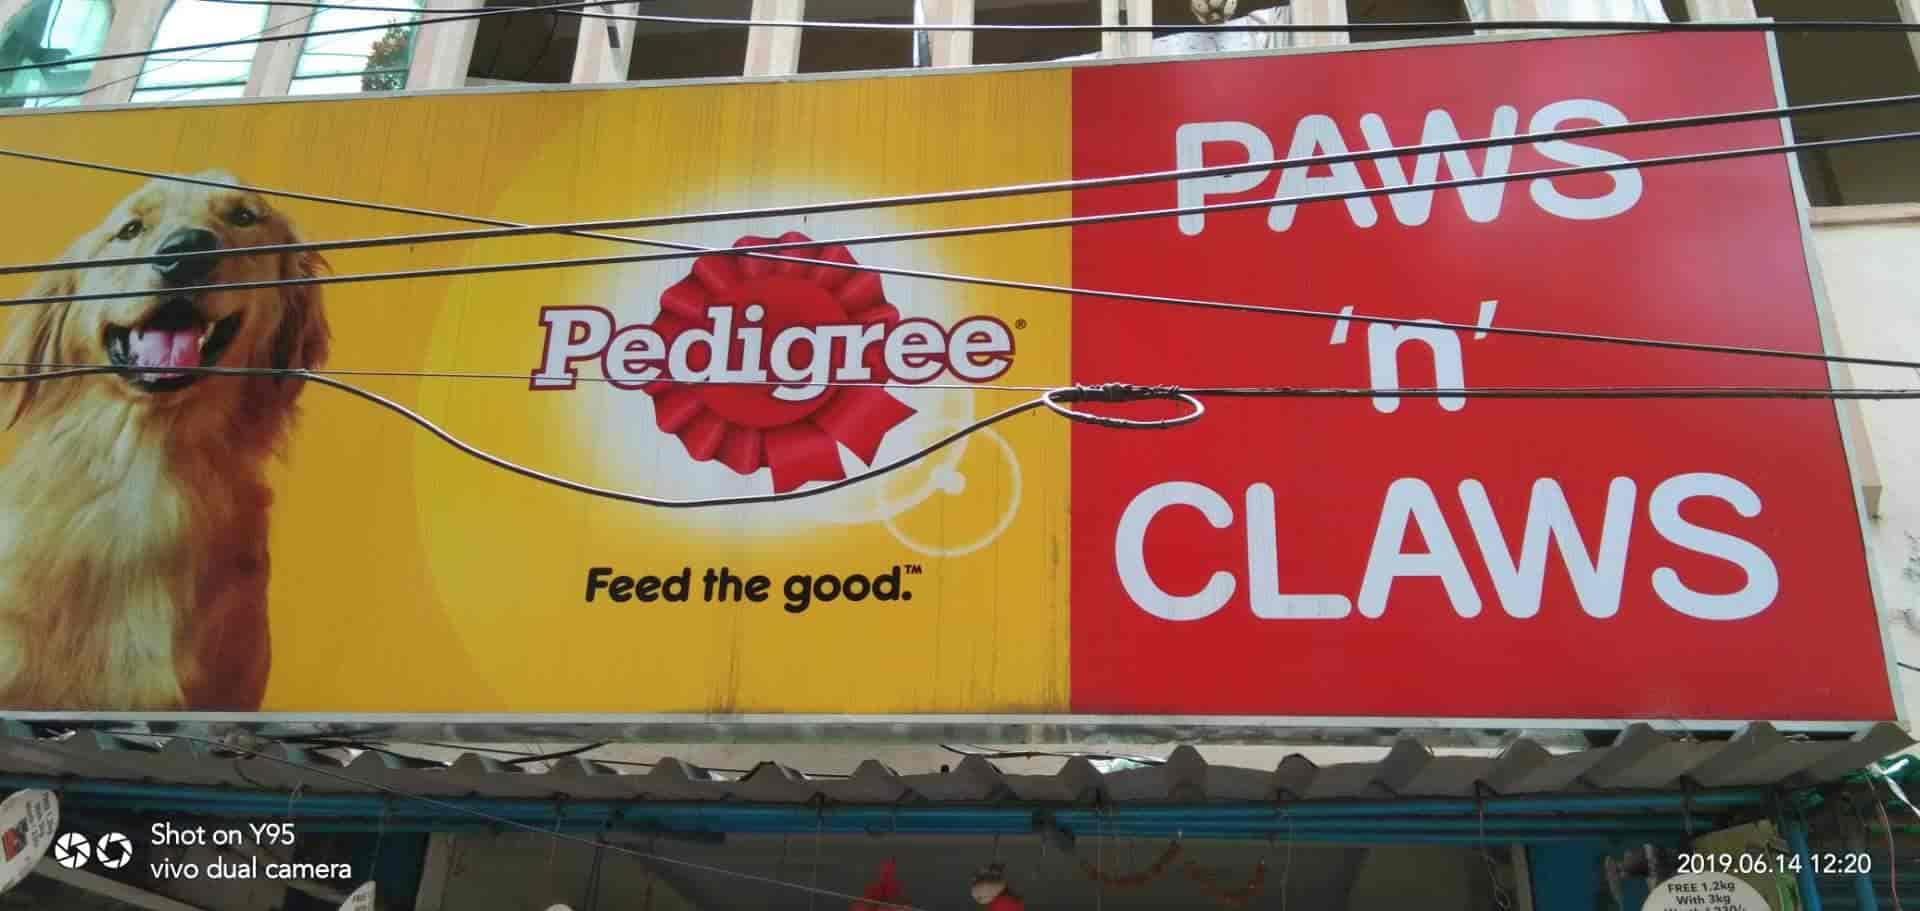 Pedigree®
Feed the good.™
PAWS
'n'
CLAWS
Shot on Y95
vivo dual camera
2019.06.14 12:20
FREE 1.2kg
With 3kg